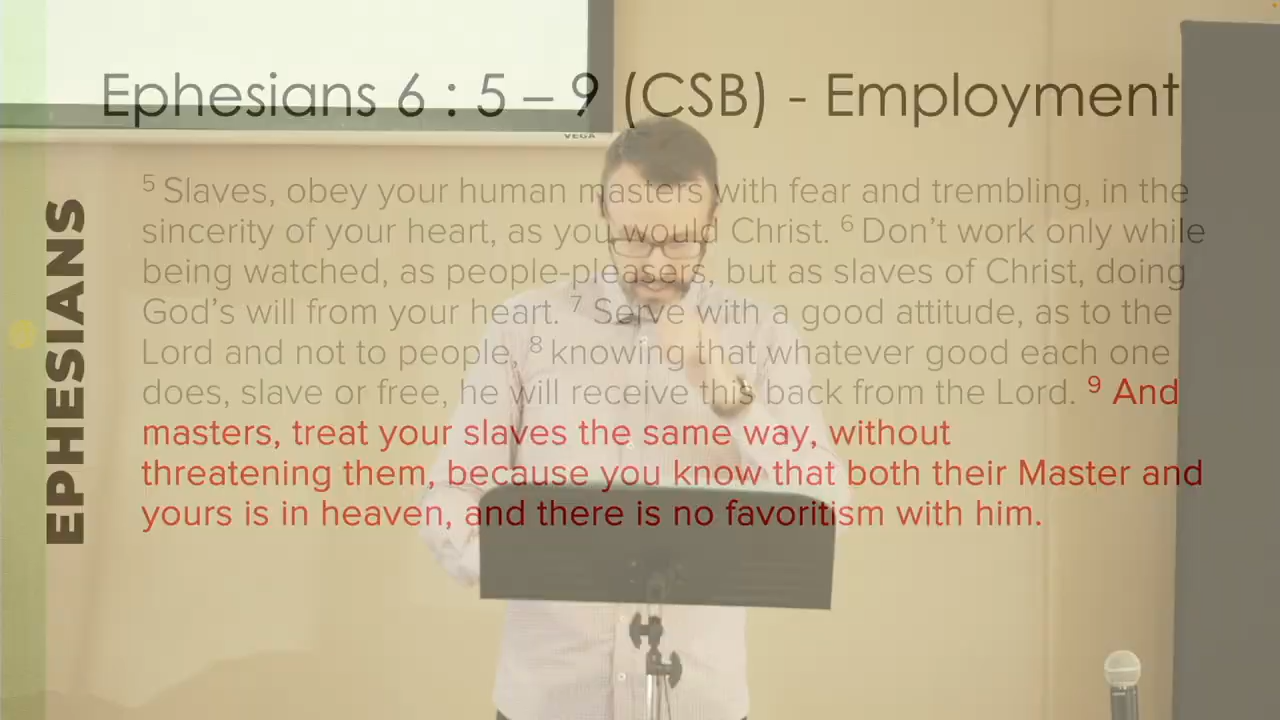 VEGA
Ephesians 6 : 5 – 9 (CSB) - Employment
EPHESIANS
5 Slaves, obey your human masters with fear and trembling, in the
sincerity of your heart, as you would Christ. 6 Don’t work only while
being watched, as people-pleasers, but as slaves of Christ, doing
God’s will from your heart. 7 Serve with a good attitude, as to the
Lord and not to people, 8 knowing that whatever good each one
does, slave or free, he will receive this back from the Lord. 9 And
masters, treat your slaves the same way, without
threatening them, because you know that both their Master and
yours is in heaven, and there is no favoritism with him.